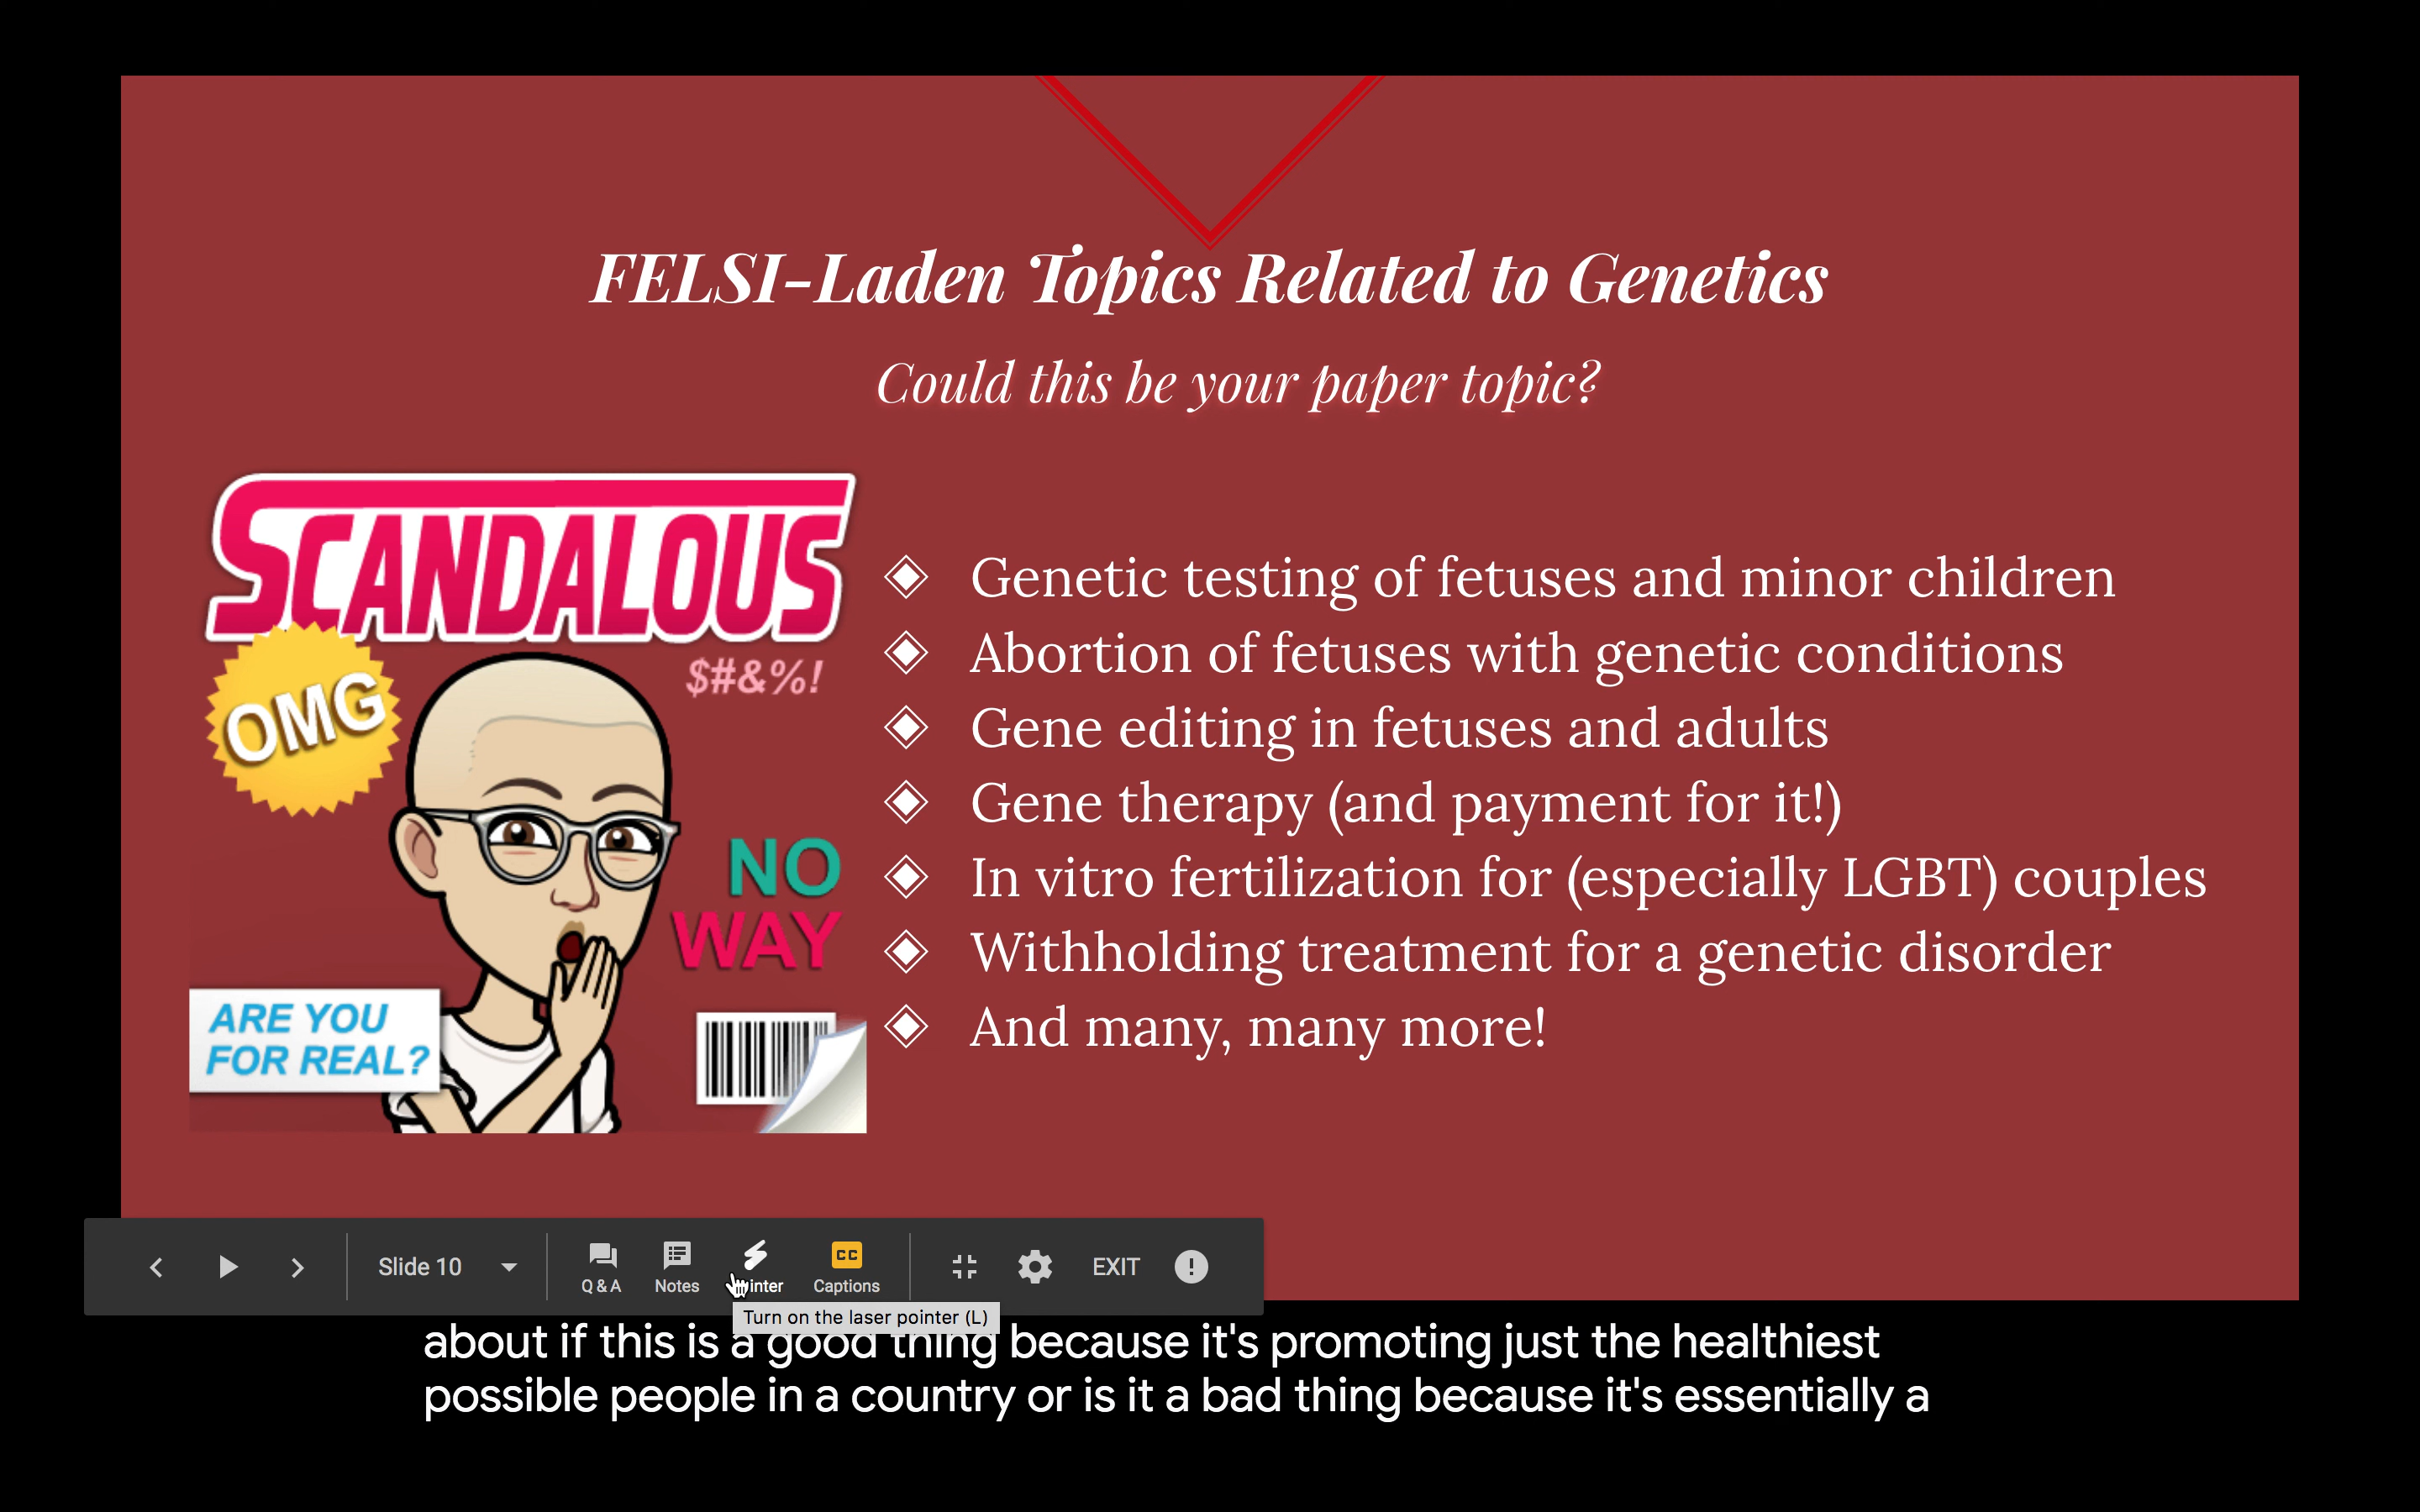 FELSI-Laden Topics Related to Genetics
Could this be your paper topic?
SCANDALOUS
OMG
$#&%!
NO
WAY
ARE YOU
FOR REAL?
Genetic testing of fetuses and minor children
Abortion of fetuses with genetic conditions
Gene editing in fetuses and adults
Gene therapy (and payment for it!)
In vitro fertilization for (especially LGBT) couples
Withholding treatment for a genetic disorder
And many, many more!
Slide 10
Q & A
Notes
Pointer
CC
Captions
EXIT
Turn on the laser pointer (L)
about if this is a good thing because it's promoting just the healthiest
possible people in a country or is it a bad thing because it's essentially a